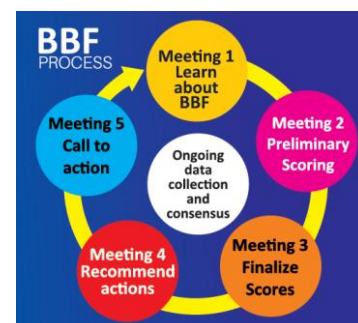 BBF
PROCESS
Meeting 1
Learn
about
BBF
Meeting 2
Preliminary
Scoring
Meeting 3
Finalize
Scores
Meeting 4
Recommend
actions
Meeting 5
Call to
action
Ongoing
data
collection
and
consensus